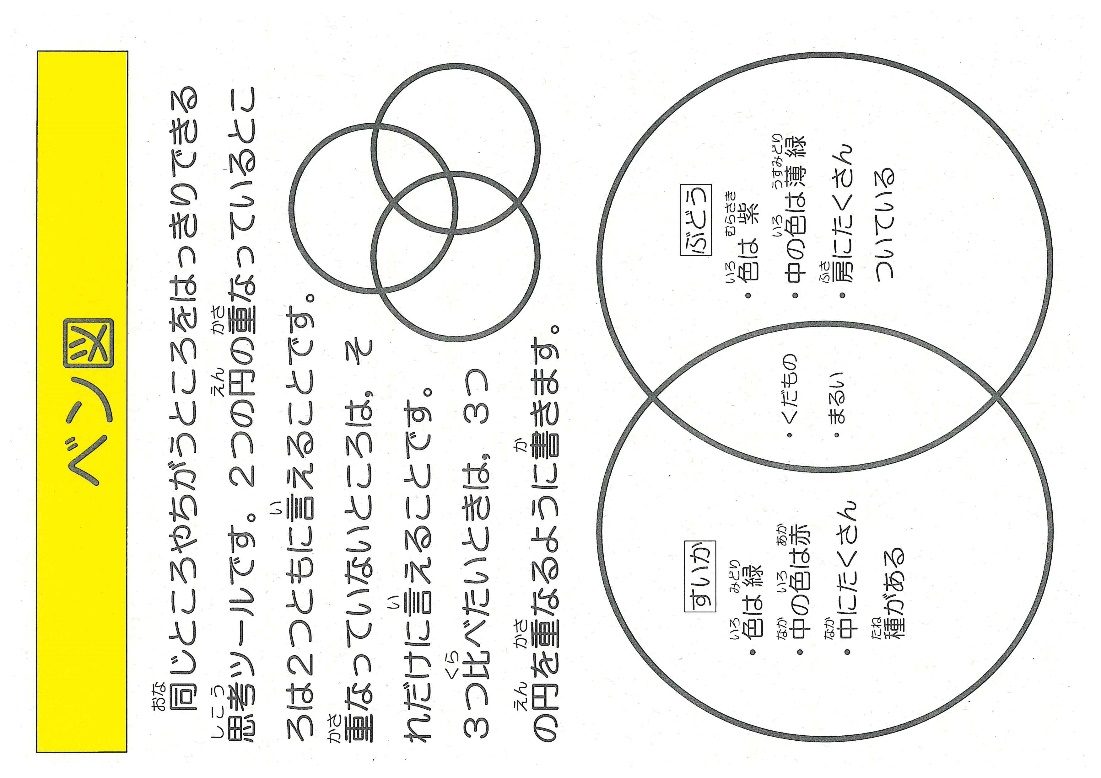 ベン図
同じところやちがうところをはっきりできる
思考ツールです。2つの円の重なっているとこ
ろは2つともに言えることです。
重なっていないところは，そ
れだけに言えることです。
3つ比べたいときは，3つ
の円を重なるように書きます。
すいか
・色は緑
・中の色は赤
・中にたくさん
種がある
・くだもの
・まるい
ぶどう
・色は紫
・中の色は薄緑
・房にたくさん
ついている